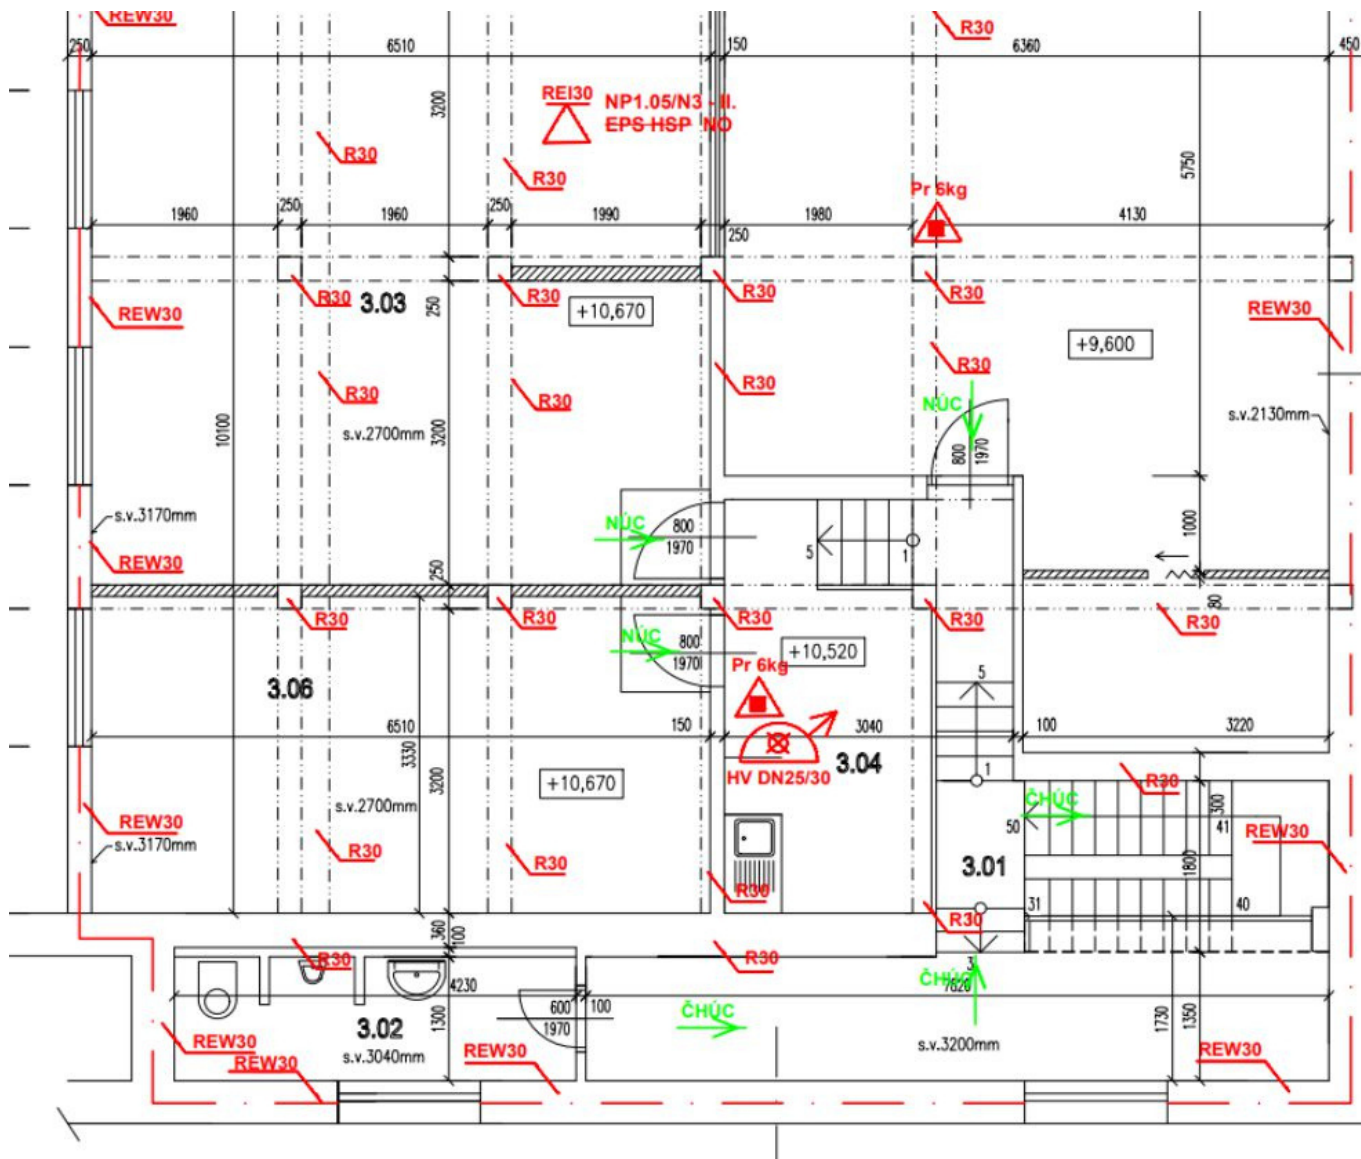 REW30
R30
250
6510
150
6360
450
3200
REI30
NP1.05/N3 - II.
EPS HSP NO
5750
R30
R30
Pr 6kg
1960
250
1960
250
1990
1980
4130
250
R30
3.03
R30
+10,670
R30
R30
REW30
250
REW30
+9,600
R30
R30
R30
R30
NÚC
s.v.2130mm
10100
s.v.2700mm
3200
800
1970
s.v.3170mm
REW30
NÚC
800
1970
5
1
1000
250
80
R30
R30
R30
R30
R30
NÚC
800
1970
+10,520
Pr 6kg
3.06
5
6510
150
3040
100
3220
3330
3200
3.04
HV DN25/30
+10,670
1
R30
s.v.2700mm
REW30
ČHÚC
50
41
300
REW30
s.v.3170mm
R30
R30
3.01
1800
R30
31
40
R30
360
100
R30
R30
3
ČHÚC
4230
7620
600
100
1970
1300
3.02
ČHÚC
1730
1350
REW30
s.v.3040mm
REW30
s.v.3200mm
REW30
REW30